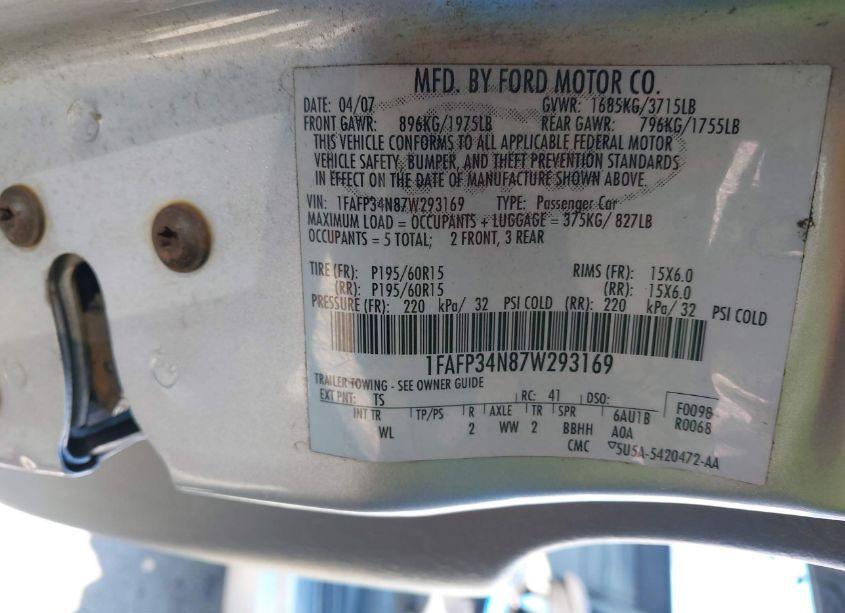 MFD. BY FORD MOTOR CO.
DATE: 04/07 GVWR: 1685KG/3715LB
FRONT GAWR: 896KG/1975LB REAR GAWR: 796KG/1755LB
THIS VEHICLE CONFORMS TO ALL APPLICABLE FEDERAL MOTOR
VEHICLE SAFETY, BUMPER, AND THEFT PREVENTION STANDARDS
IN EFFECT ON THE DATE OF MANUFACTURE SHOWN ABOVE.
VIN: 1FAFP34N87W293169 TYPE: Passenger Car
MAXIMUM LOAD = OCCUPANTS + LUGGAGE = 375KG/ 827LB
OCCUPANTS = 5 TOTAL; 2 FRONT, 3 REAR
TIRE (FR): P195/60R15 RIMS (FR): 15X6.0
(RR): P195/60R15 (RR): 15X6.0
PRESSURE (FR): 220 kPa/ 32 PSI COLD (RR): 220 kPa/ 32 PSI COLD
1FAFP34N87W293169
TRAILER TOWING - SEE OWNER GUIDE
EXT PNT: TS RC: 41 DSO: F0098
INT TR TP/PS R AXLE TR SPR 6AU1B R0068
WL 2 WW 2 BBHH A0A
CMC ▽5U5A-5420472-AA